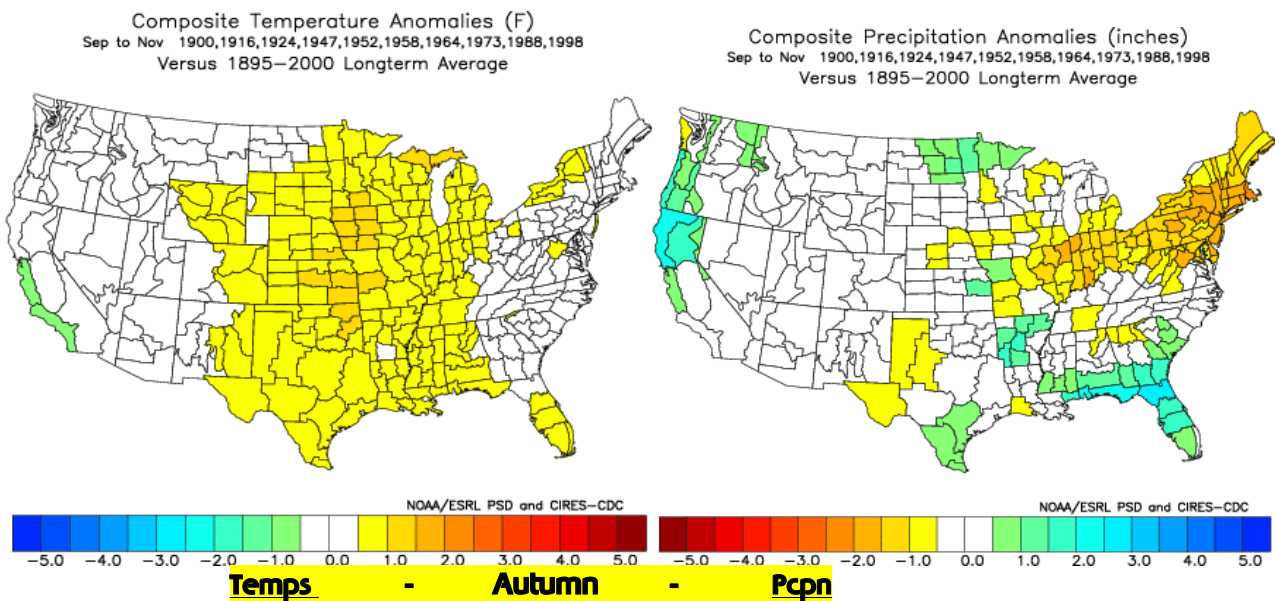 Composite Temperature Anomalies (F)
Sep to Nov 1900,1916,1924,1947,1952,1958,1964,1973,1988,1998
Versus 1895-2000 Longterm Average
Composite Precipitation Anomalies (inches)
Sep to Nov 1900,1916,1924,1947,1952,1958,1964,1973,1988,1998
Versus 1895-2000 Longterm Average
NOAA/ESRL PSD and CIRES-CDC
-5.0 -4.0 -3.0 -2.0 -1.0 0.0 1.0 2.0 3.0 4.0 5.0
NOAA/ESRL PSD and CIRES-CDC
-5.0 -4.0 -3.0 -2.0 -1.0 0.0 1.0 2.0 3.0 4.0 5.0
Temps - Autumn - Pcpn